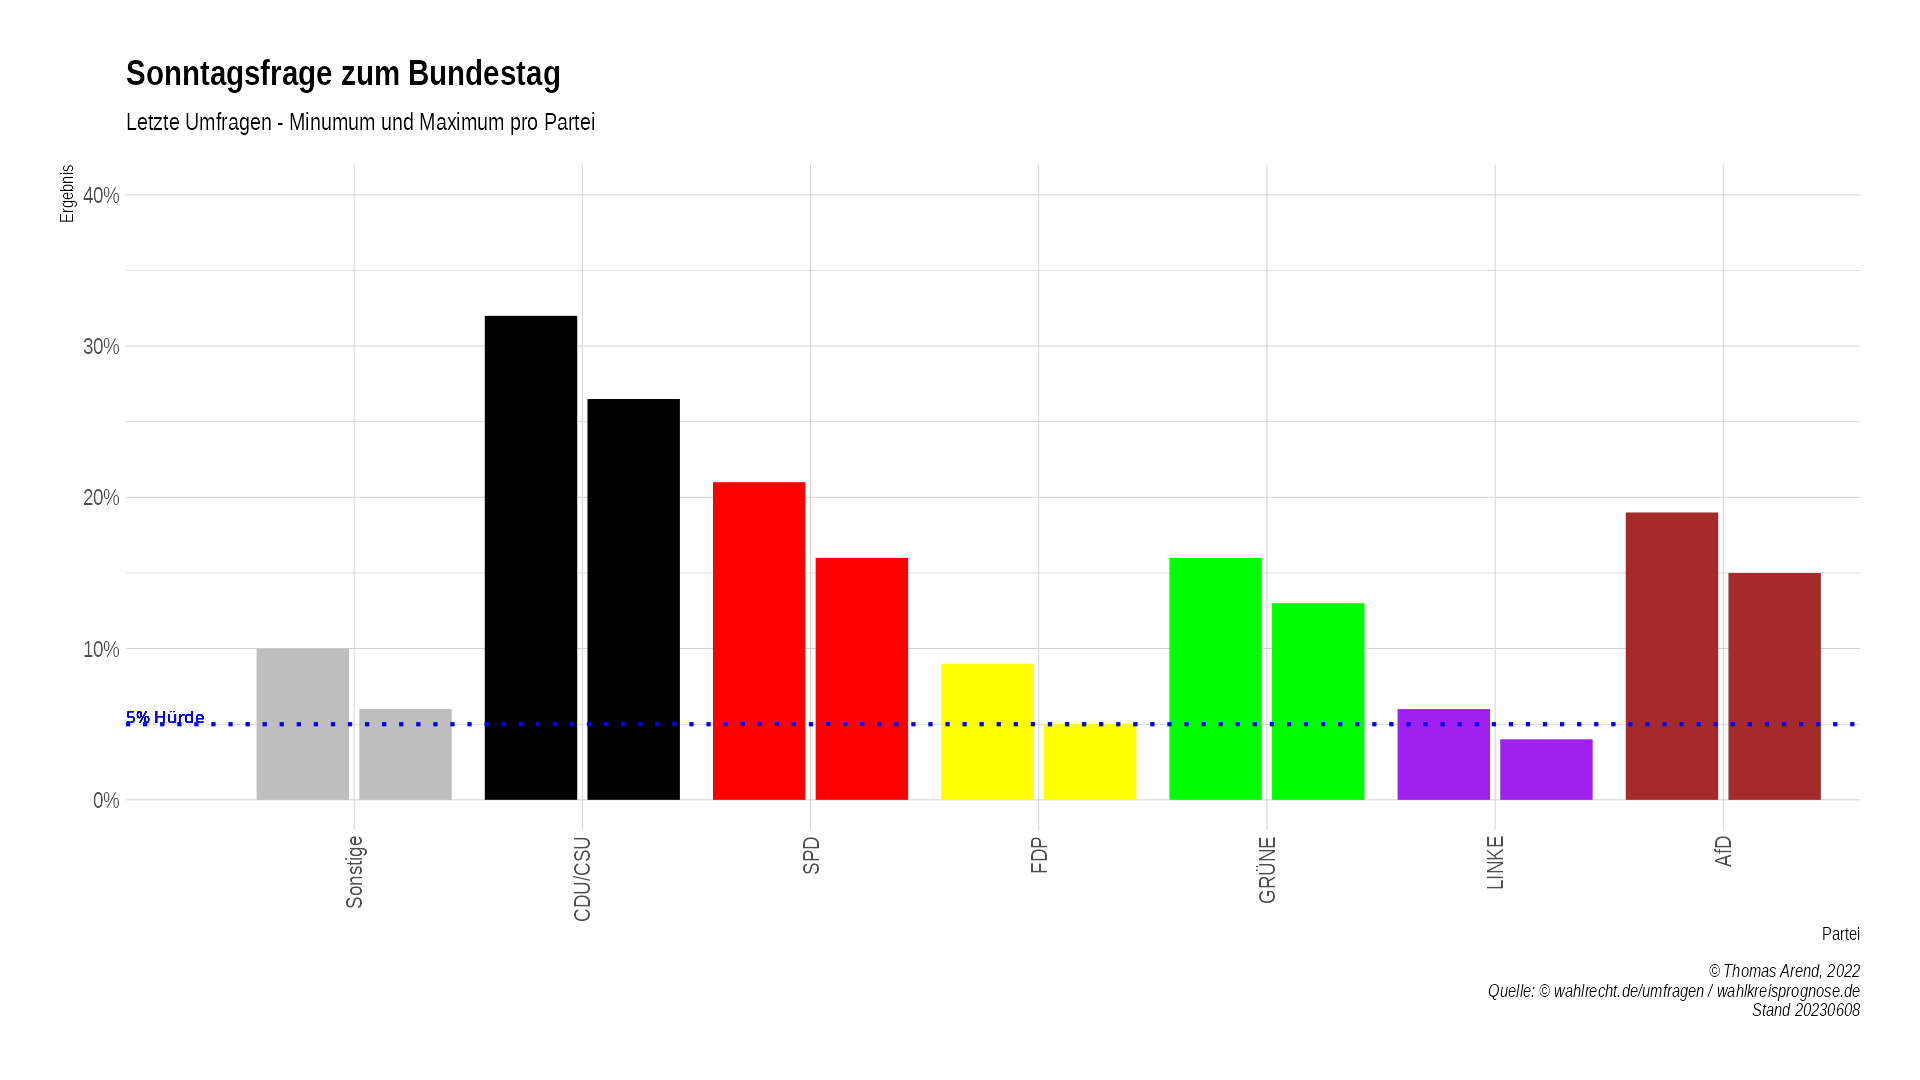 Sonntagsfrage zum Bundestag
Letzte Umfragen - Minumum und Maximum pro Partei
Ergebnis
40%
30%
20%
10%
0%
5% Hürde
Sonstige
CDU/CSU
SPD
FDP
GRÜNE
LINKE
AfD
Partei
© Thomas Arend, 2022
Quelle: © wahlrecht.de/umfragen / wahlkreisprognose.de
Stand 20230608